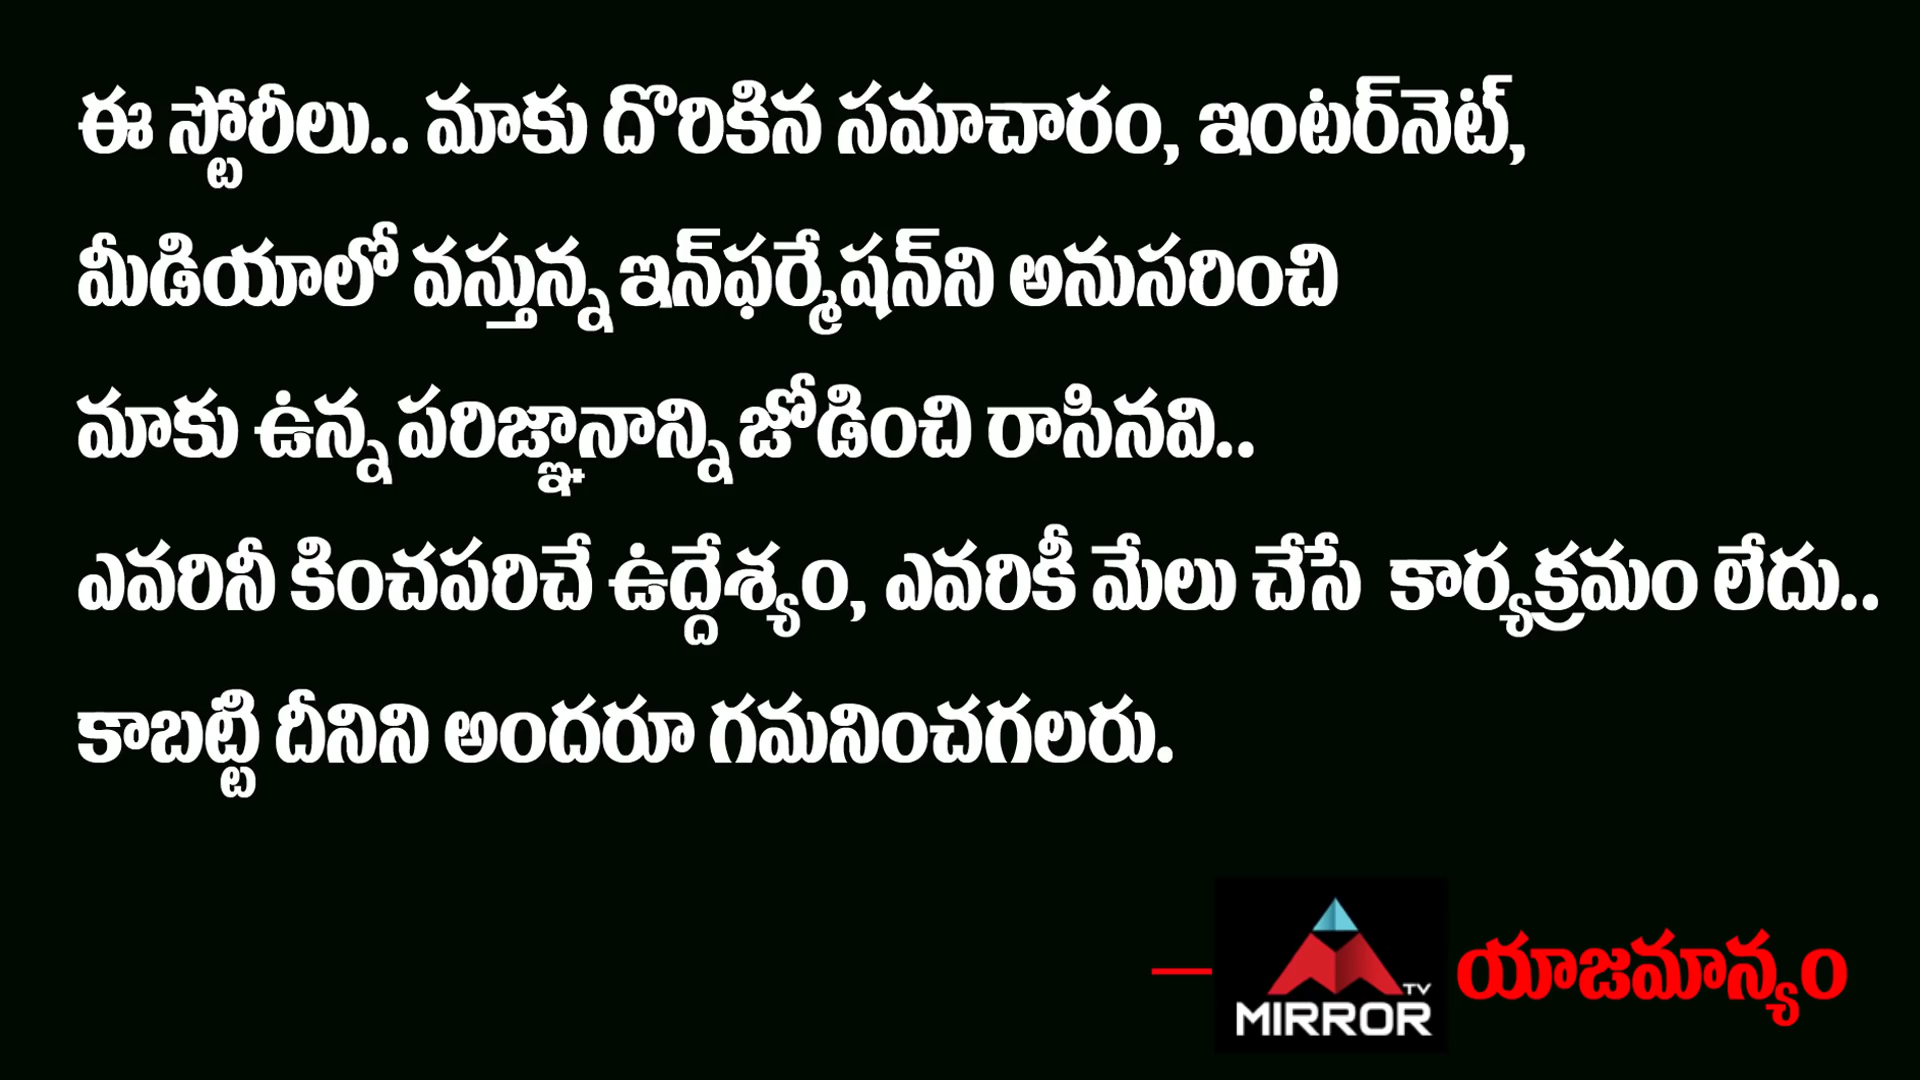 ఈ స్టోరీలు.. మాకు దొరికిన సమాచారం, ఇంటర్‌నెట్,
మీడియాలో వస్తున్న ఇన్‌ఫర్మేషన్‌ని అనుసరించి
మాకు ఉన్న పరిజ్ఞానాన్ని జోడించి రాసినవి..
ఎవరినీ కించపరిచే ఉద్దేశ్యం, ఎవరికీ మేలు చేసే కార్యక్రమం లేదు..
కాబట్టి దీనిని అందరూ గమనించగలరు.
— MIRROR TV యాజమాన్యం